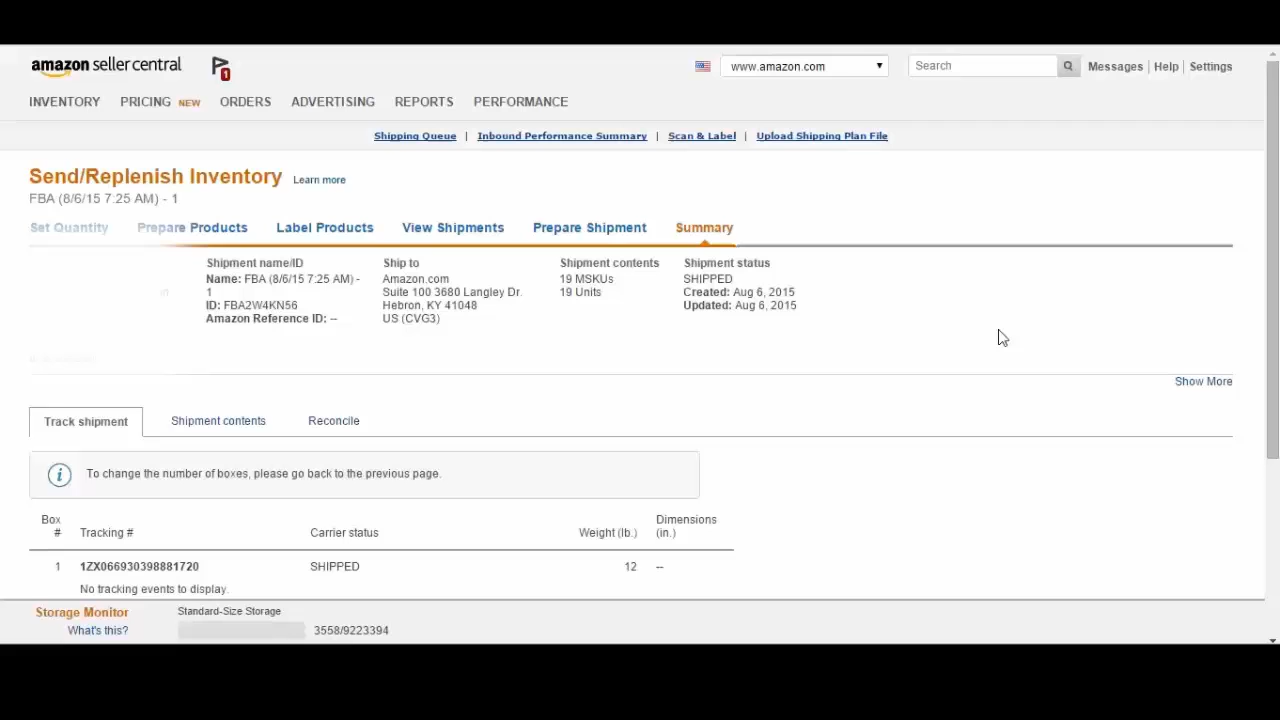 amazon seller central
1
www.amazon.com
Search
Messages | Help | Settings
INVENTORY PRICING NEW ORDERS ADVERTISING REPORTS PERFORMANCE
Shipping Queue | Inbound Performance Summary | Scan & Label | Upload Shipping Plan File
Send/Replenish Inventory Learn more
FBA (8/6/15 7:25 AM) - 1
Set Quantity Prepare Products Label Products View Shipments Prepare Shipment Summary
Shipment name/ID
Name: FBA (8/6/15 7:25 AM) -
1
ID: FBA2W4KN56
Amazon Reference ID: --
Ship to
Amazon.com
Suite 100 3680 Langley Dr.
Hebron, KY 41048
US (CVG3)
Shipment contents
19 MSKUs
19 Units
Shipment status
SHIPPED
Created: Aug 6, 2015
Updated: Aug 6, 2015
Show More
Track shipment Shipment contents Reconcile
To change the number of boxes, please go back to the previous page.
Box # Tracking # Carrier status Weight (lb.) Dimensions (in.)
1 1ZX066930398881720 SHIPPED 12 --
No tracking events to display.
Storage Monitor
What's this?
Standard-Size Storage
3558/9223394